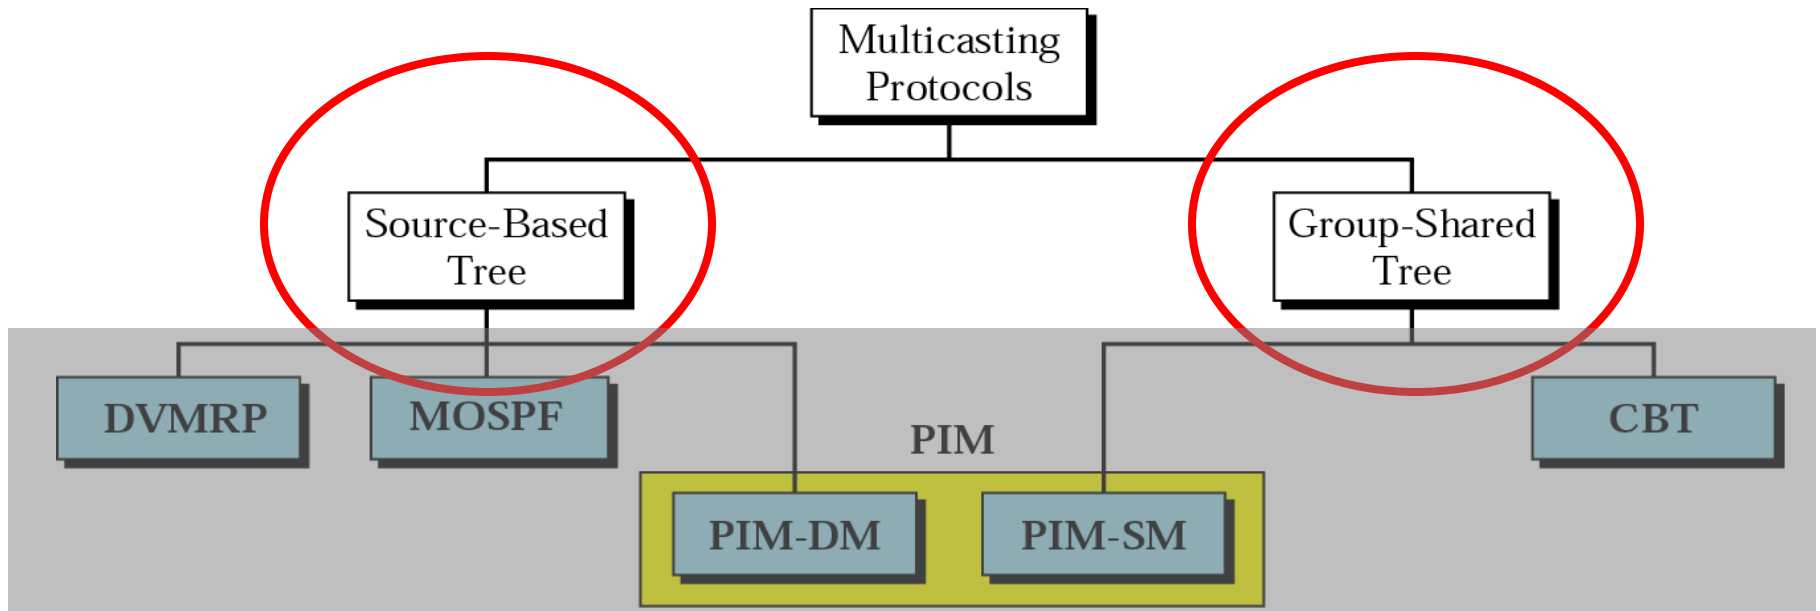 Multicasting
Protocols
Source-Based
Tree
Group-Shared
Tree
DVMRP
MOSPF
PIM
CBT
PIM-DM
PIM-SM